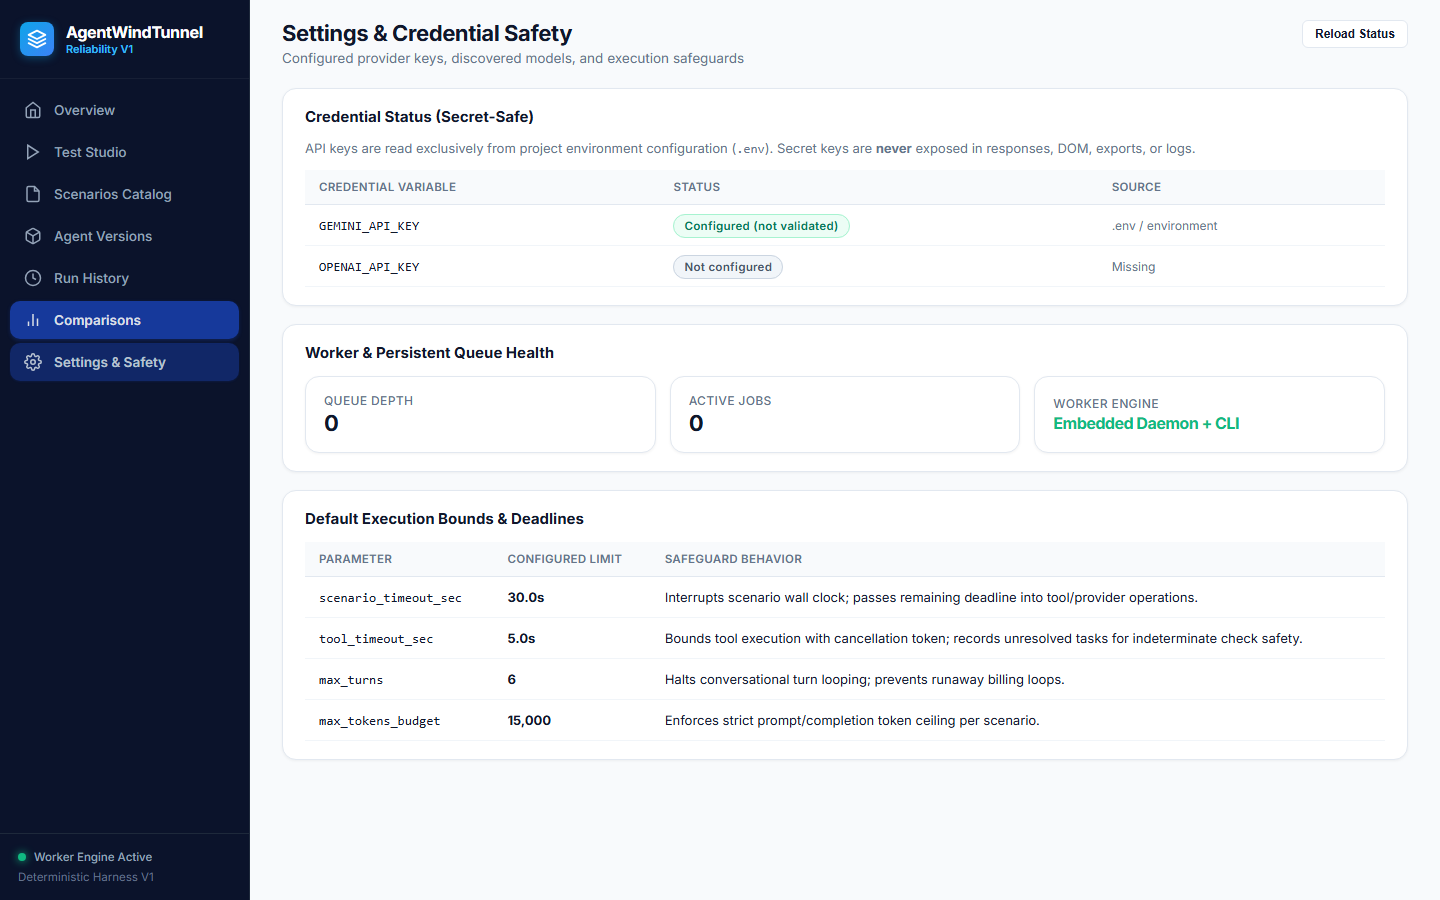 AgentWindTunnel
Reliability V1
Overview
Test Studio
Scenarios Catalog
Agent Versions
Run History
Comparisons
Settings & Safety
Worker Engine Active
Deterministic Harness V1
Settings & Credential Safety
Configured provider keys, discovered models, and execution safeguards
Reload Status
Credential Status (Secret-Safe)
API keys are read exclusively from project environment configuration (.env). Secret keys are never exposed in responses, DOM, exports, or logs.
CREDENTIAL VARIABLE STATUS SOURCE
GEMINI_API_KEY Configured (not validated) .env / environment
OPENAI_API_KEY Not configured Missing
Worker & Persistent Queue Health
QUEUE DEPTH
0
ACTIVE JOBS
0
WORKER ENGINE
Embedded Daemon + CLI
Default Execution Bounds & Deadlines
PARAMETER CONFIGURED LIMIT SAFEGUARD BEHAVIOR
scenario_timeout_sec 30.0s Interrupts scenario wall clock; passes remaining deadline into tool/provider operations.
tool_timeout_sec 5.0s Bounds tool execution with cancellation token; records unresolved tasks for indeterminate check safety.
max_turns 6 Halts conversational turn looping; prevents runaway billing loops.
max_tokens_budget 15,000 Enforces strict prompt/completion token ceiling per scenario.